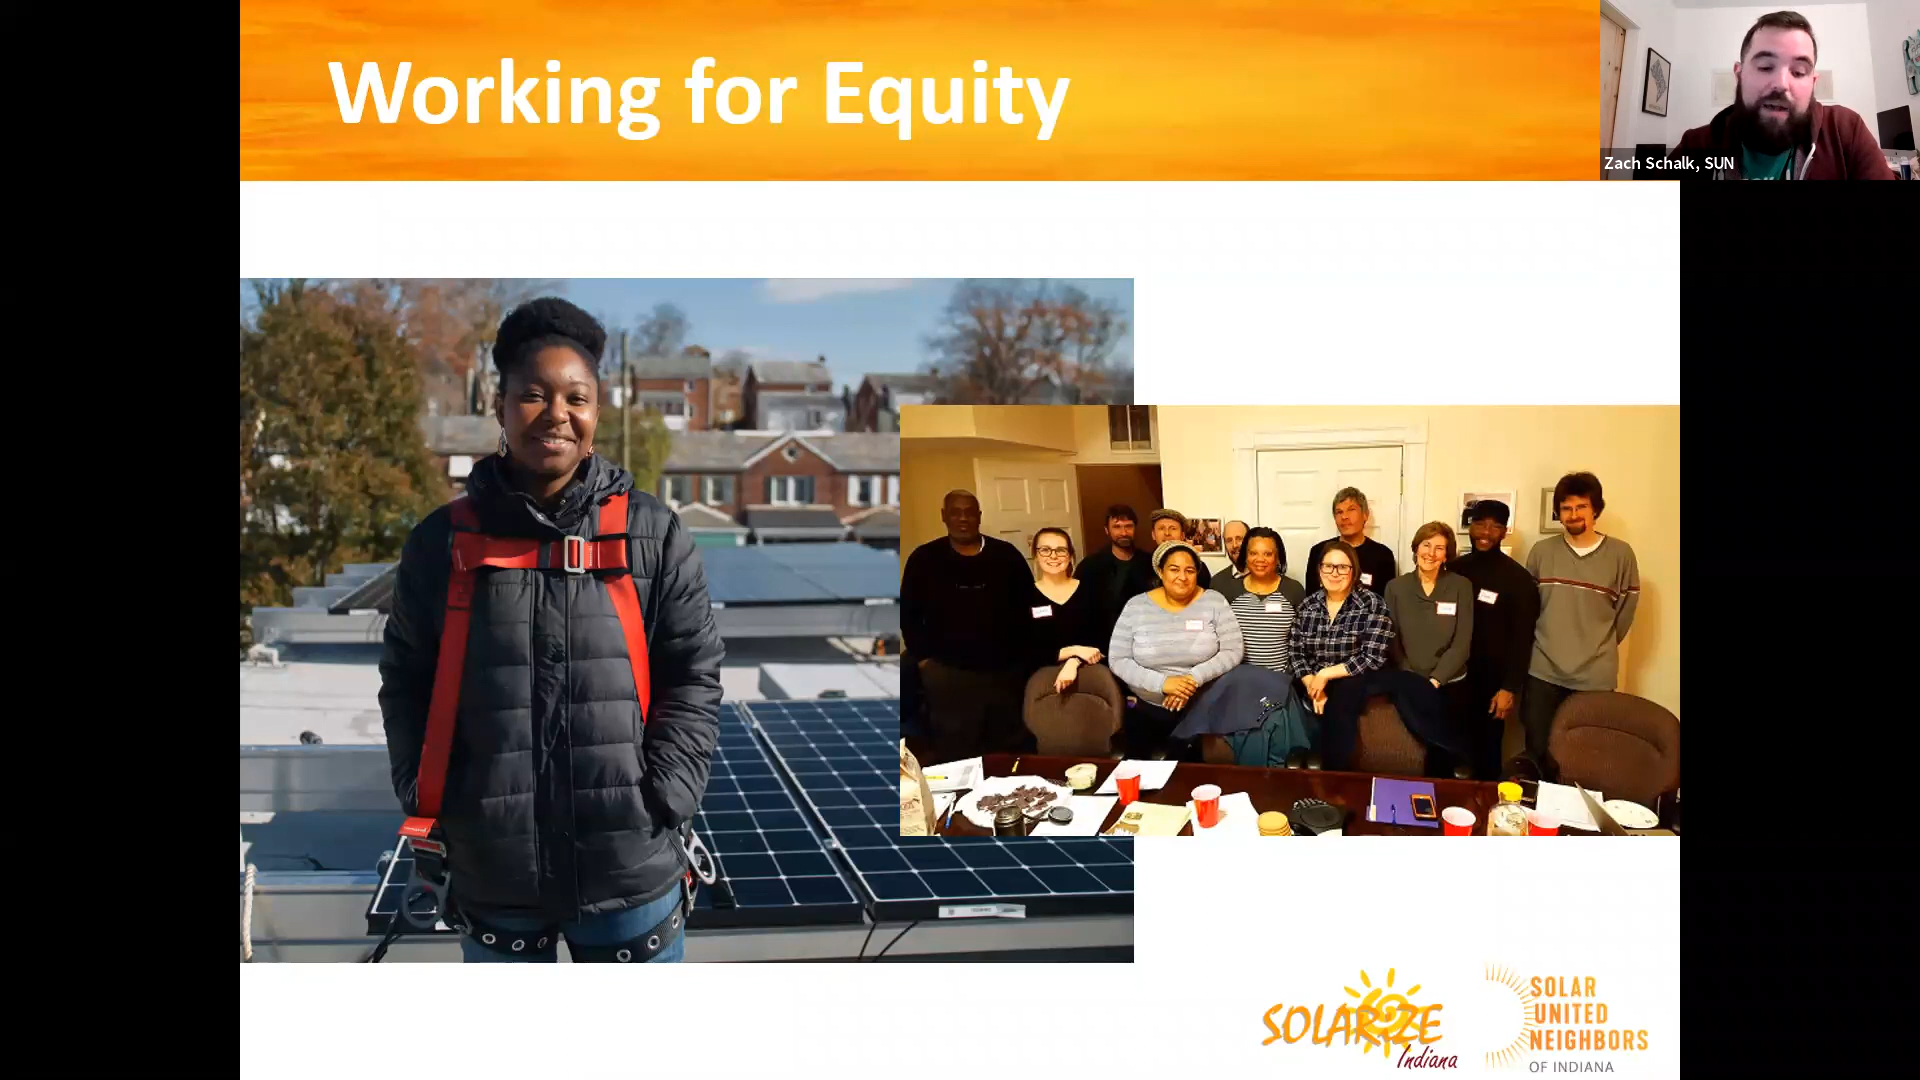 Working for Equity
Zach Schalk, SUN
SOLARIZE
Indiana
SOLAR
UNITED
NEIGHBORS
OF INDIANA